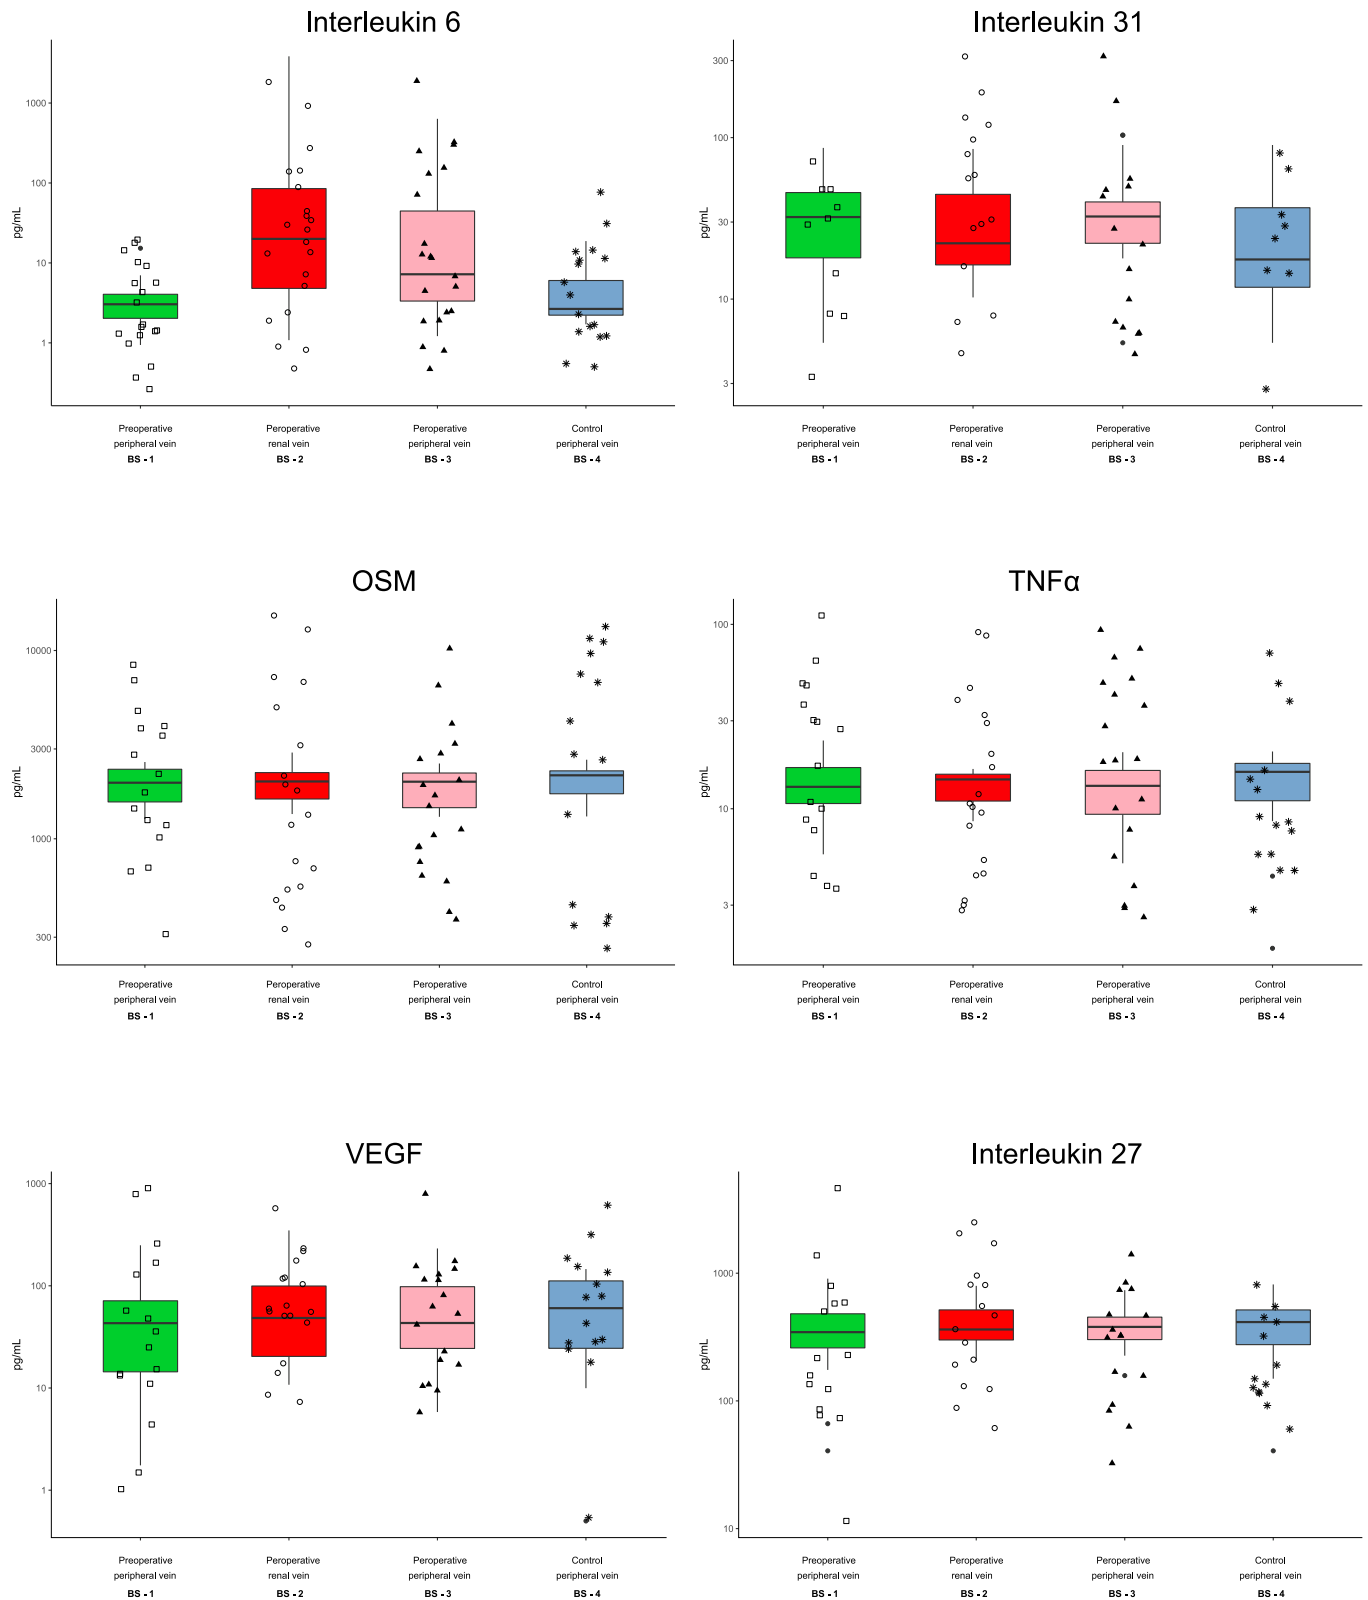 Interleukin 6
1000
100
10
1
pg/mL
Preoperative
peripheral vein
BS - 1
Peroperative
renal vein
BS - 2
Peroperative
peripheral vein
BS - 3
Control
peripheral vein
BS - 4
Interleukin 31
300
100
30
10
3
pg/mL
Preoperative
peripheral vein
BS - 1
Peroperative
renal vein
BS - 2
Peroperative
peripheral vein
BS - 3
Control
peripheral vein
BS - 4
OSM
10000
3000
1000
300
pg/mL
Preoperative
peripheral vein
BS - 1
Peroperative
renal vein
BS - 2
Peroperative
peripheral vein
BS - 3
Control
peripheral vein
BS - 4
TNFα
100
30
10
3
pg/mL
Preoperative
peripheral vein
BS - 1
Peroperative
renal vein
BS - 2
Peroperative
peripheral vein
BS - 3
Control
peripheral vein
BS - 4
VEGF
1000
100
10
1
pg/mL
Preoperative
peripheral vein
BS - 1
Peroperative
renal vein
BS - 2
Peroperative
peripheral vein
BS - 3
Control
peripheral vein
BS - 4
Interleukin 27
1000
100
10
pg/mL
Preoperative
peripheral vein
BS - 1
Peroperative
renal vein
BS - 2
Peroperative
peripheral vein
BS - 3
Control
peripheral vein
BS - 4